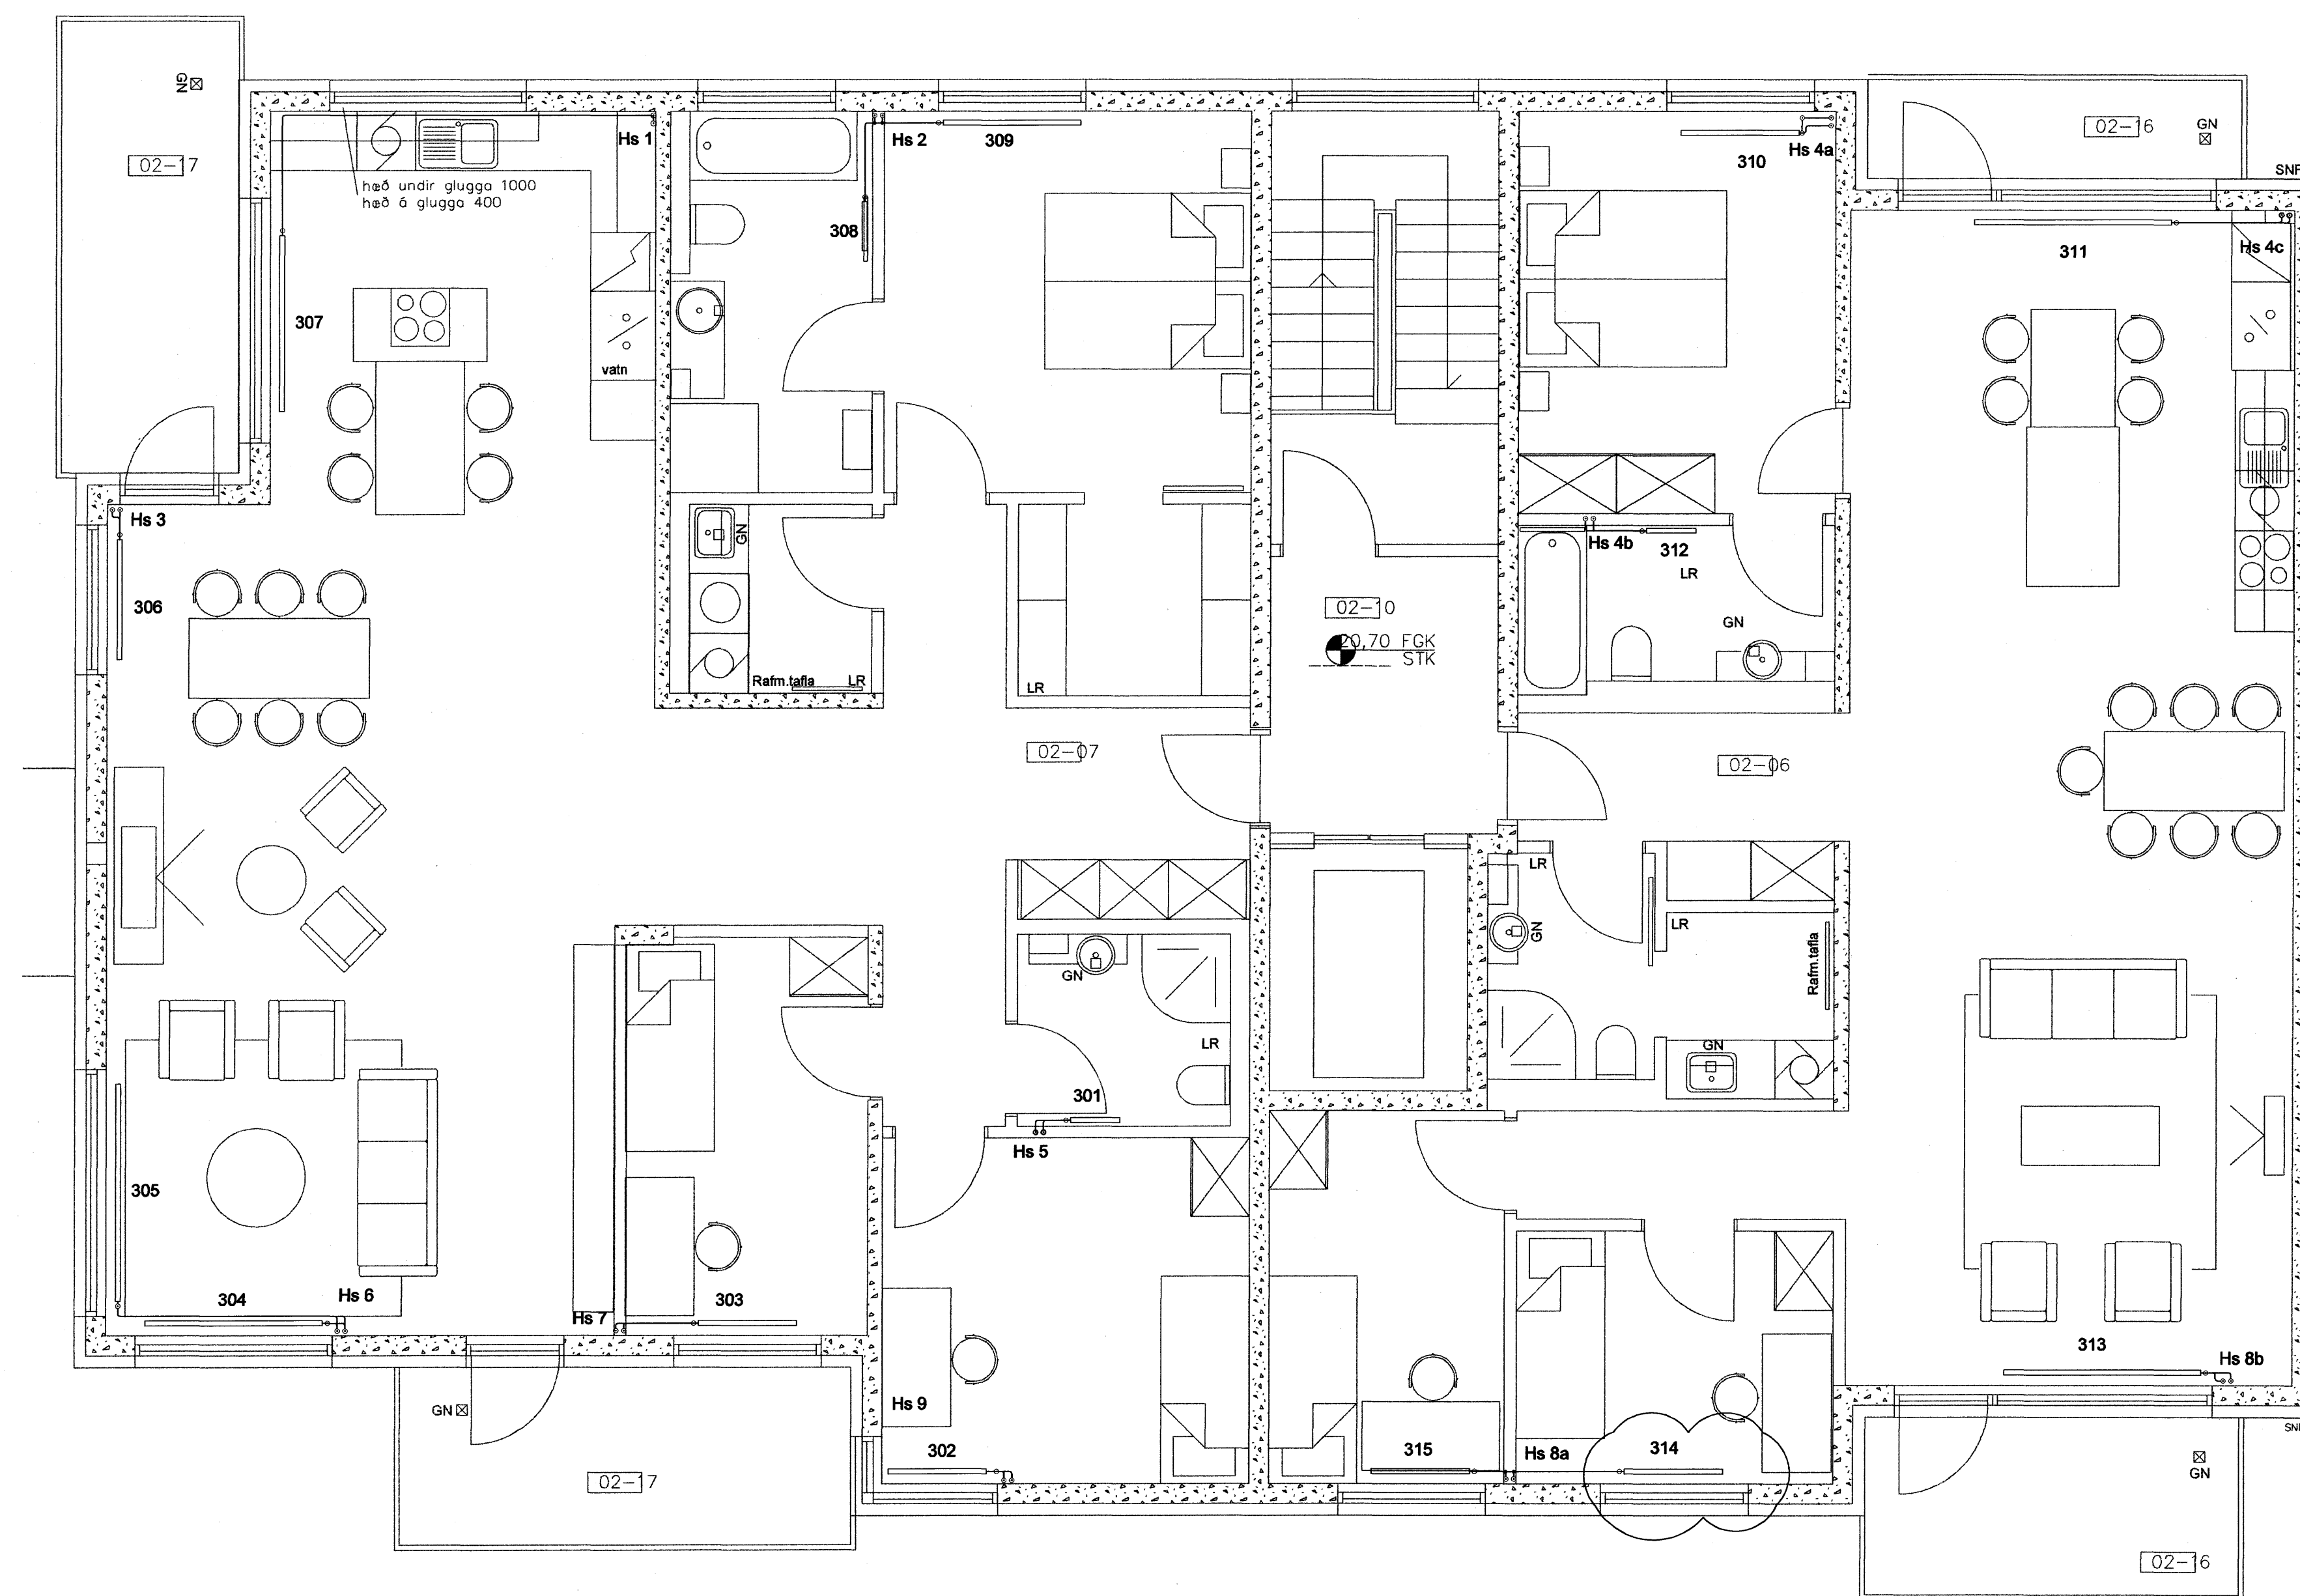 GN
02-17
Hs 1
hæð undir glugga 1000
hæð á glugga 400
Hs 2
309
308
307
vatn
310
Hs 4a
02-16
GN
311
Hs 4c
Hs 3
306
GN
Rafm.tafla
LR
LR
02-10
20,70 FGK
STK
Hs 4b
312
LR
GN
02-07
02-06
LR
GN
LR
Rafm.tafla
GN
GN
LR
301
Hs 5
305
304
Hs 6
Hs 7
303
GN
02-17
Hs 9
302
315
Hs 8a
314
313
Hs 8b
GN
02-16